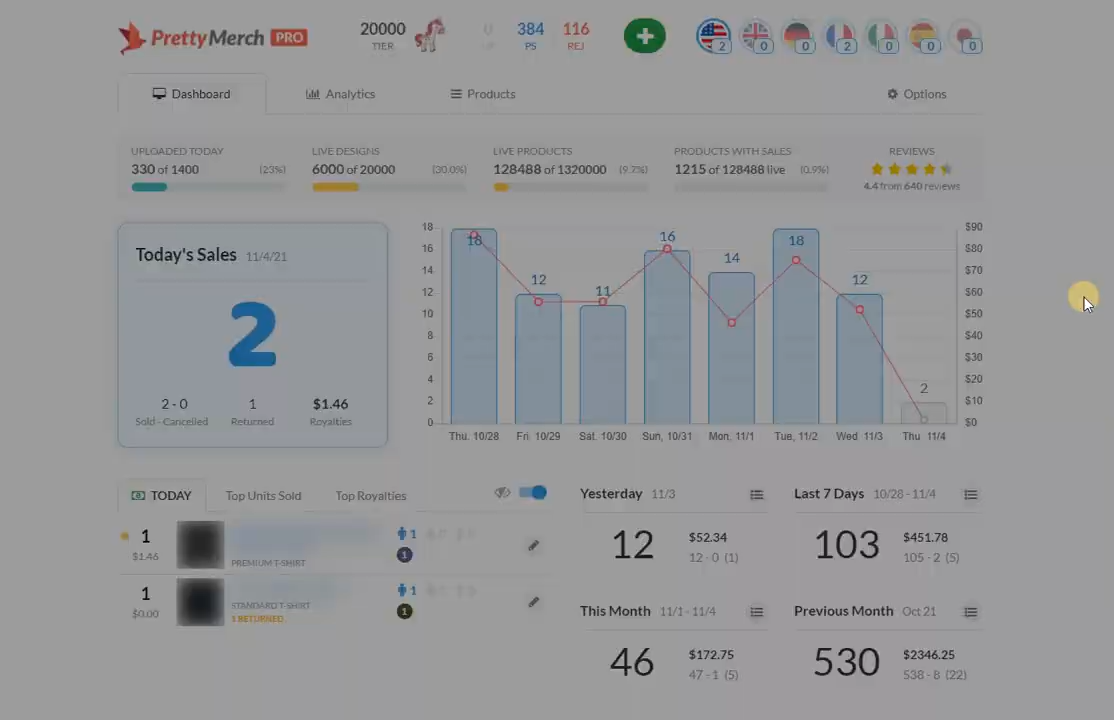 PrettyMerch PRO
20000
TIER
0
384
PS
116
REJ
2
0
0
2
0
0
0
Dashboard
Analytics
Products
Options
UPLOADED TODAY
330 of 1400 (23%)
LIVE DESIGNS
6000 of 20000 (30.0%)
LIVE PRODUCTS
128488 of 1320000 (9.7%)
PRODUCTS WITH SALES
1215 of 128488 live (0.9%)
REVIEWS
4.4 from 640 reviews
Today's Sales 11/4/21
2
2 - 0
Sold - Cancelled
1
Returned
$1.46
Royalties
18
16
14
12
10
8
6
4
2
0
18
12
11
16
14
18
12
2
$90
$80
$70
$60
$50
$40
$30
$20
$10
$0
Thu. 10/28
Fri. 10/29
Sat. 10/30
Sun, 10/31
Mon, 11/1
Tue, 11/2
Wed 11/3
Thu 11/4
TODAY
Top Units Sold
Top Royalties
1
$1.46
PREMIUM T-SHIRT
1
1
1
$0.00
STANDARD T-SHIRT
1 RETURNED
1
1
Yesterday 11/3
12
$52.34
12 - 0 (1)
Last 7 Days 10/28 - 11/4
103
$451.78
105 - 2 (5)
This Month 11/1 - 11/4
46
$172.75
47 - 1 (5)
Previous Month Oct 21
530
$2346.25
538 - 8 (22)